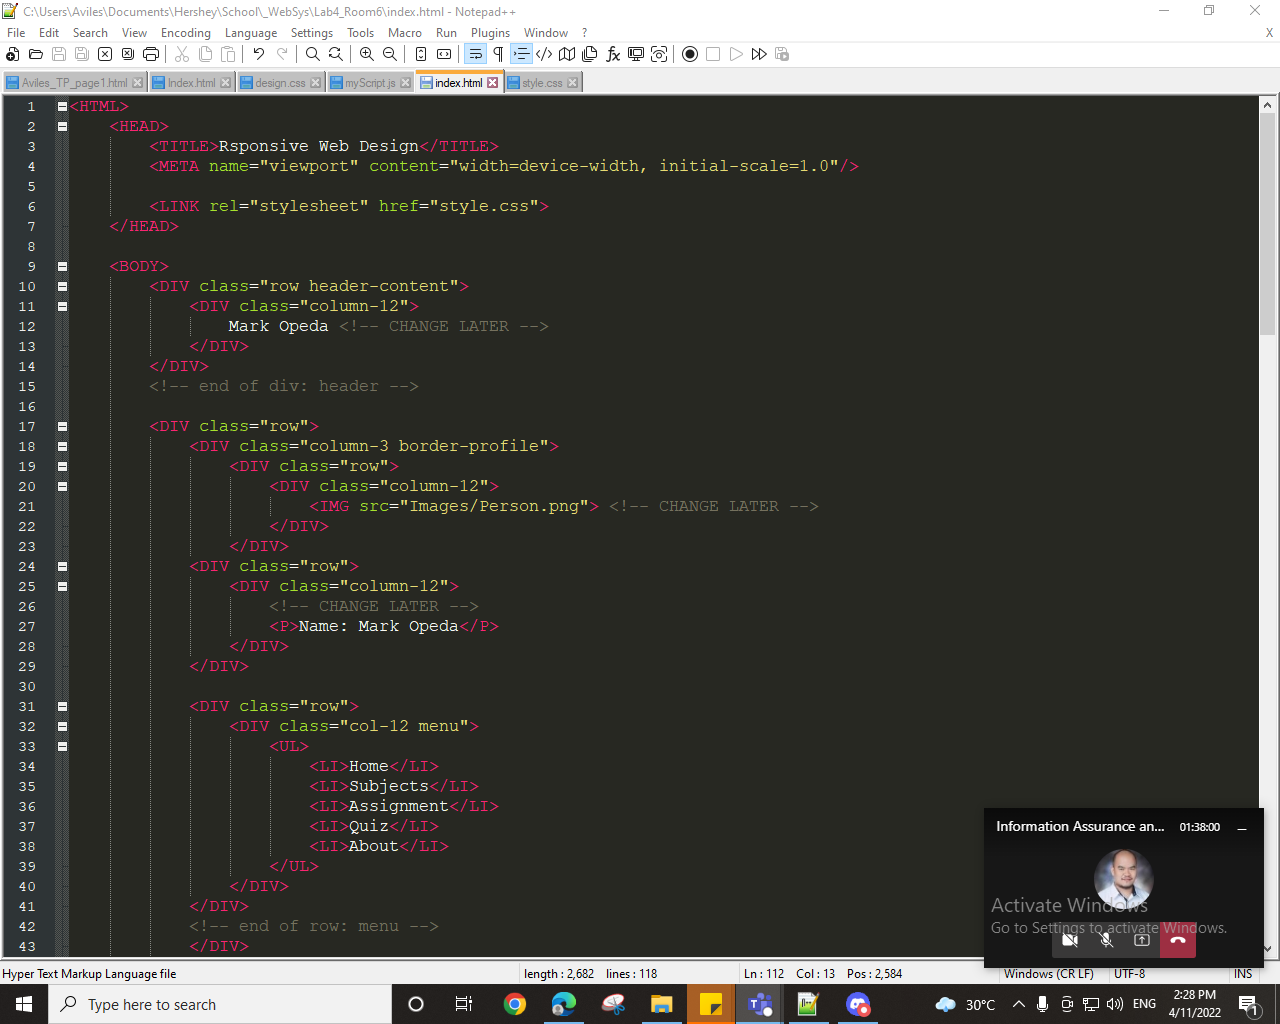 C:\Users\Aviles\Documents\Hershey\School\_WebSys\Lab4_Room6\index.html - Notepad++
File Edit Search View Encoding Language Settings Tools Macro Run Plugins Window ? X
Aviles_TP_page1.html Index.html design.css myScript.js index.html style.css
1 <HTML>
2 <HEAD>
3 <TITLE>Rsponsive Web Design</TITLE>
4 <META name="viewport" content="width=device-width, initial-scale=1.0"/>
5
6 <LINK rel="stylesheet" href="style.css">
7 </HEAD>
8
9 <BODY>
10 <DIV class="row header-content">
11 <DIV class="column-12">
12 Mark Opeda <!-- CHANGE LATER -->
13 </DIV>
14 </DIV>
15 <!-- end of div: header -->
16
17 <DIV class="row">
18 <DIV class="column-3 border-profile">
19 <DIV class="row">
20 <DIV class="column-12">
21 <IMG src="Images/Person.png"> <!-- CHANGE LATER -->
22 </DIV>
23 </DIV>
24 <DIV class="row">
25 <DIV class="column-12">
26 <!-- CHANGE LATER -->
27 <P>Name: Mark Opeda</P>
28 </DIV>
29 </DIV>
30
31 <DIV class="row">
32 <DIV class="col-12 menu">
33 <UL>
34 <LI>Home</LI>
35 <LI>Subjects</LI>
36 <LI>Assignment</LI>
37 <LI>Quiz</LI>
38 <LI>About</LI>
39 </UL>
40 </DIV>
41 </DIV>
42 <!-- end of row: menu -->
43 </DIV>
Information Assurance an... 01:38:00
Activate Windows
Go to Settings to activate Windows.
Hyper Text Markup Language file length : 2,682 lines : 118 Ln : 112 Col : 13 Pos : 2,584 Windows (CR LF) UTF-8 INS
Type here to search
30°C ENG
2:28 PM
4/11/2022
1